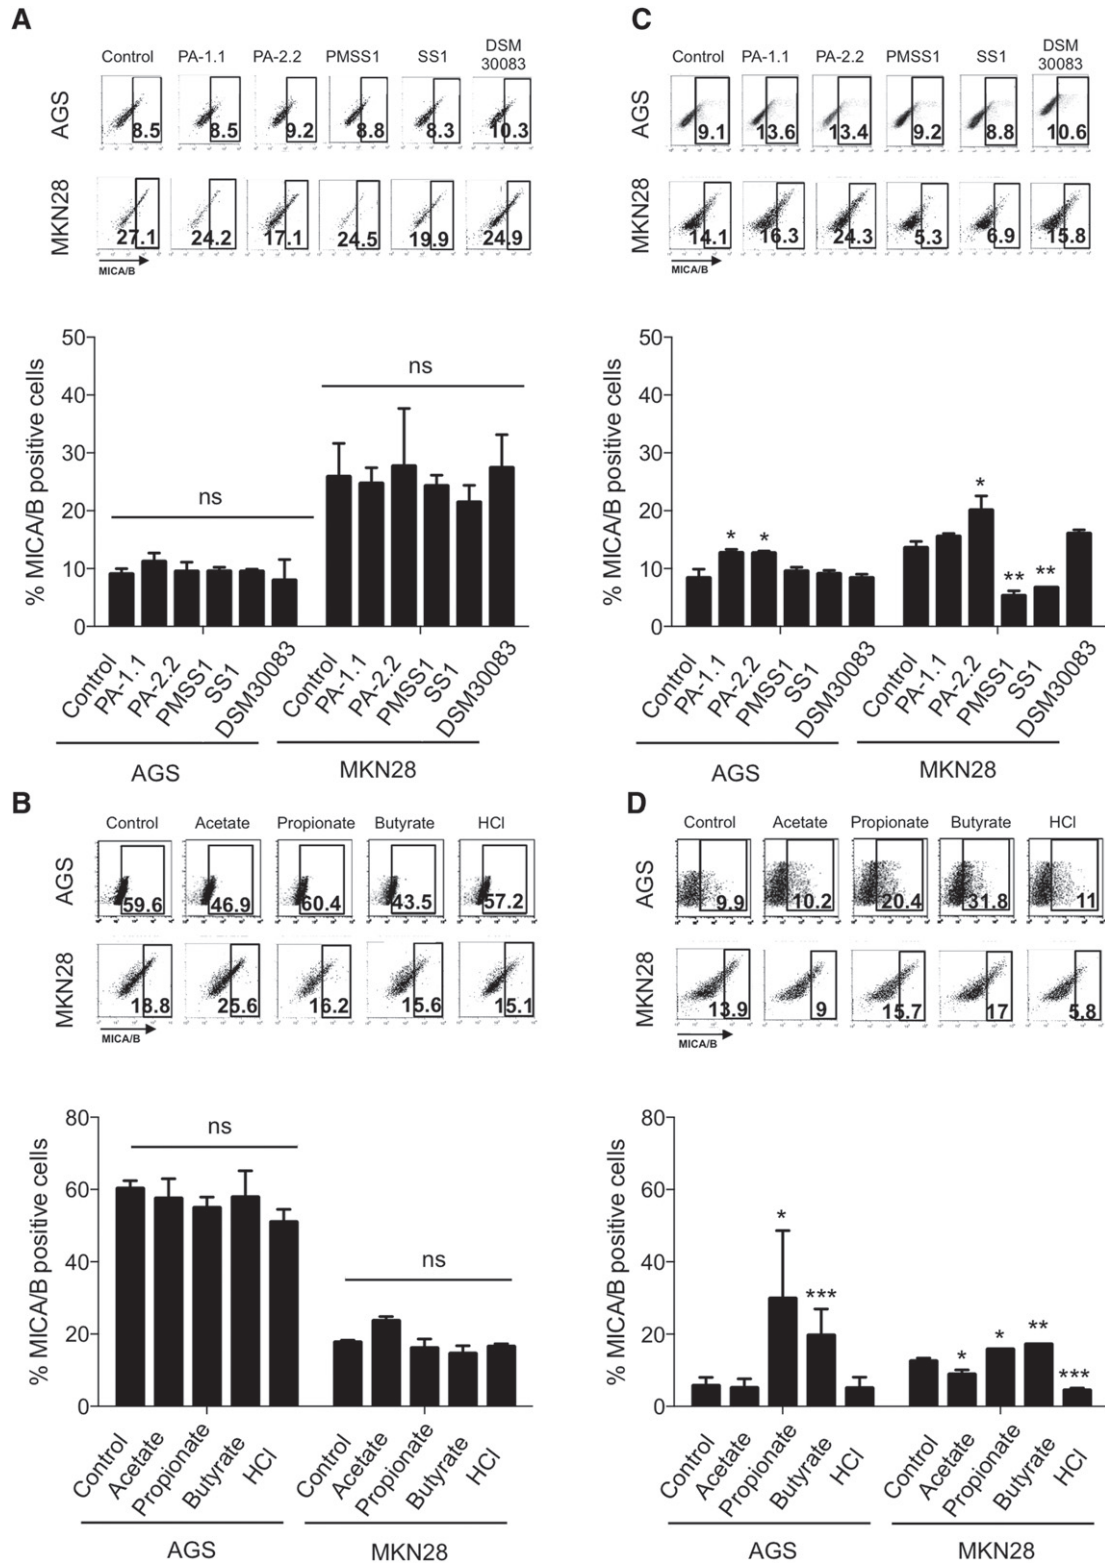 A
Control PA-1.1 PA-2.2 PMSS1 SS1 DSM 30083
AGS
8.5 8.5 9.2 8.8 8.3 10.3
MKN28
27.1 24.2 17.1 24.5 19.9 24.9
MICA/B
% MICA/B positive cells
50
40
30
20
10
0
ns
ns
Control PA-1.1 PA-2.2 PMSS1 SS1 DSM30083 Control PA-1.1 PA-2.2 PMSS1 SS1 DSM30083
AGS MKN28
C
Control PA-1.1 PA-2.2 PMSS1 SS1 DSM 30083
AGS
9.1 13.6 13.4 9.2 8.8 10.6
MKN28
14.1 16.3 24.3 5.3 6.9 15.8
MICA/B
% MICA/B positive cells
50
40
30
20
10
0
* * * ** **
Control PA-1.1 PA-2.2 PMSS1 SS1 DSM30083 Control PA-1.1 PA-2.2 PMSS1 SS1 DSM30083
AGS MKN28
B
Control Acetate Propionate Butyrate HCl
AGS
59.6 46.9 60.4 43.5 57.2
MKN28
18.8 25.6 16.2 15.6 15.1
MICA/B
% MICA/B positive cells
80
60
40
20
0
ns
ns
Control Acetate Propionate Butyrate HCl Control Acetate Propionate Butyrate HCl
AGS MKN28
D
Control Acetate Propionate Butyrate HCl
AGS
9.9 10.2 20.4 31.8 11
MKN28
13.9 9 15.7 17 5.8
MICA/B
% MICA/B positive cells
80
60
40
20
0
* *** * * ** ***
Control Acetate Propionate Butyrate HCl Control Acetate Propionate Butyrate HCl
AGS MKN28